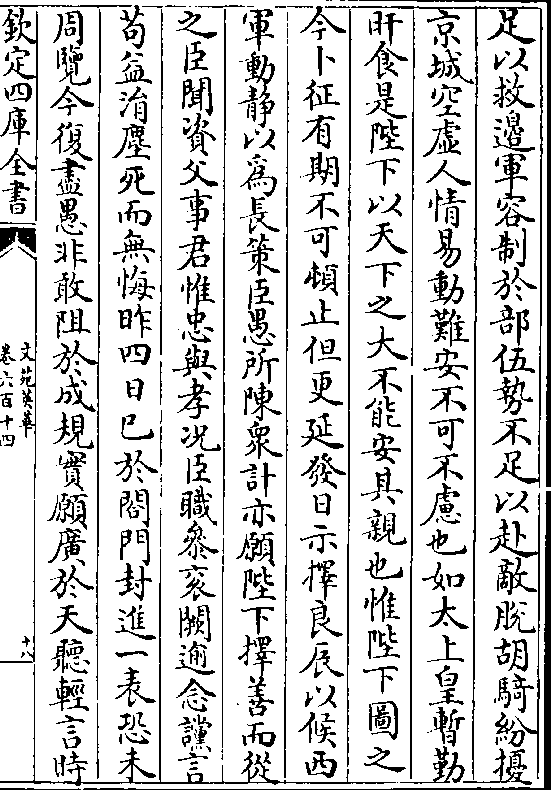 足以救邉軍容制於部伍勢不足以赴敵脫胡騎紛擾
京城空虚人情易動難安不可不慮也如太上皇暫勤
旰食是陛下以天下之大不能安其親也惟陛下圖之
今卜征有期不可頓止但更延發日示擇良辰以候西
軍動静以為長策臣愚所陳衆計亦願陛下擇善而從
之臣聞資父事君惟忠與孝况臣職參衮闕逾念讜言
苟益涓塵死而無悔昨四日已於閤門封進一表恐未
周覽今復盡愚非敢阻於成規實願廣於天聽輕言時
欽定四庫全書
文苑英華
卷六百十四
十八